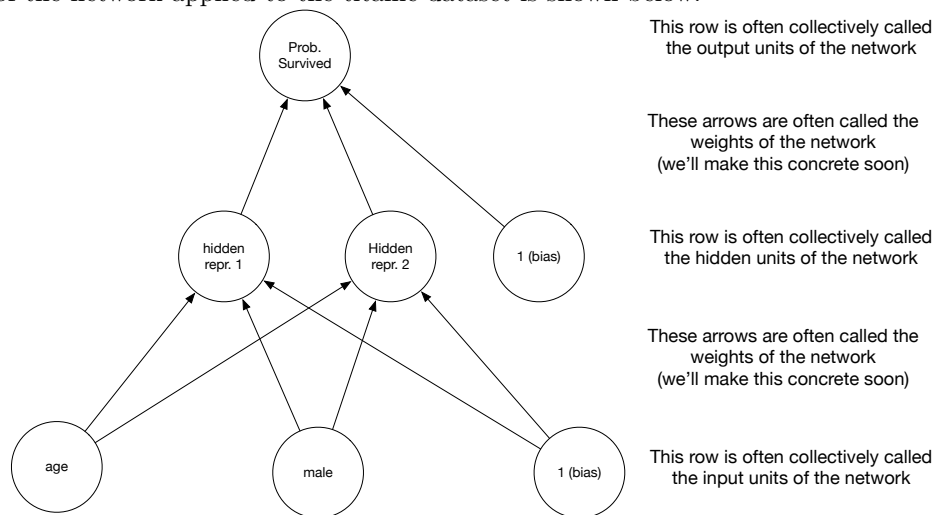 of the network applied to the titanic dataset is shown below.
Prob.
Survived
This row is often collectively called
the output units of the network
These arrows are often called the
weights of the network
(we'll make this concrete soon)
hidden
repr. 1
Hidden
repr. 2
1 (bias)
This row is often collectively called
the hidden units of the network
These arrows are often called the
weights of the network
(we'll make this concrete soon)
age
male
1 (bias)
This row is often collectively called
the input units of the network